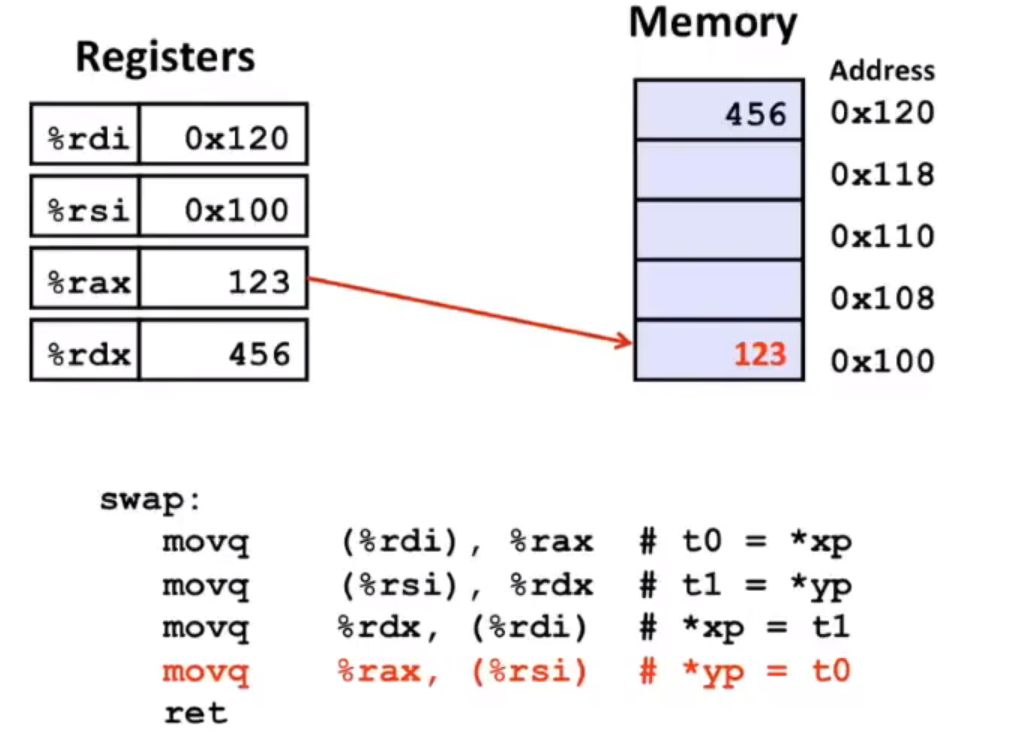 Registers
%rdi 0x120
%rsi 0x100
%rax 123
%rdx 456
Memory
Address
456 0x120
0x118
0x110
0x108
123 0x100
swap:
movq (%rdi), %rax # t0 = *xp
movq (%rsi), %rdx # t1 = *yp
movq %rdx, (%rdi) # *xp = t1
movq %rax, (%rsi) # *yp = t0
ret